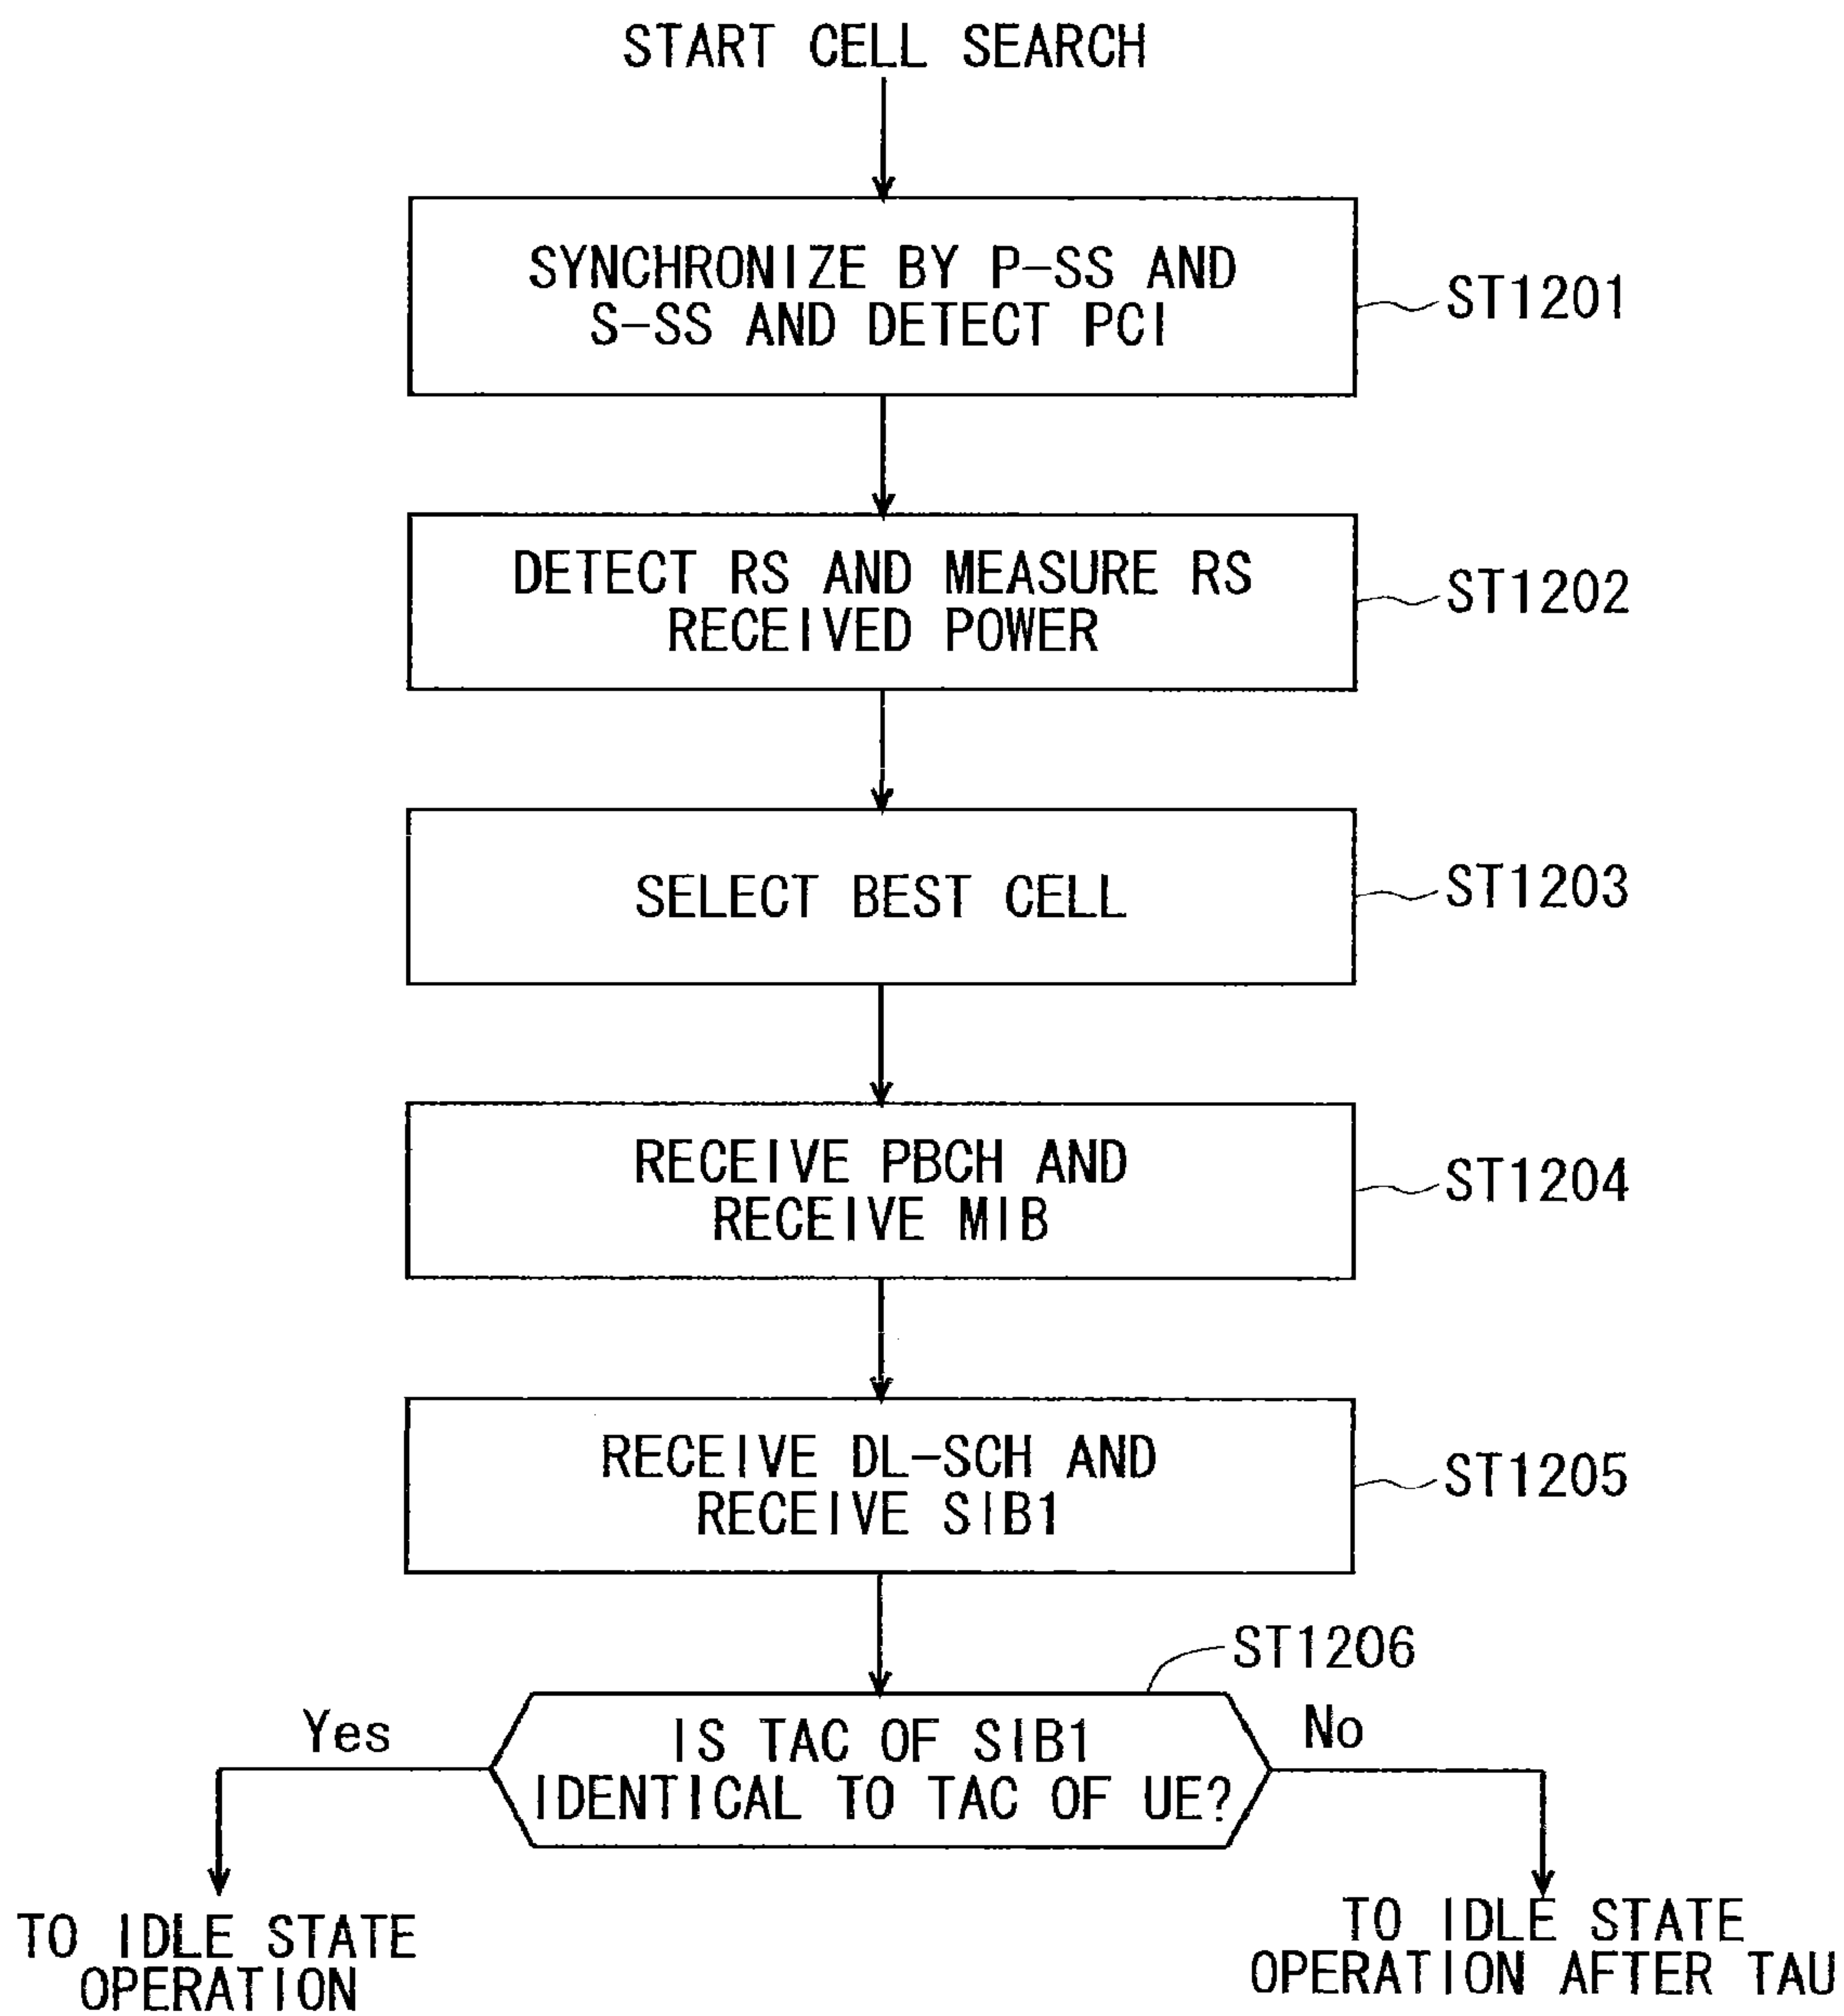 START CELL SEARCH
SYNCHRONIZE BY P-SS AND
S-SS AND DETECT PCI
ST1201
DETECT RS AND MEASURE RS
RECEIVED POWER
ST1202
SELECT BEST CELL
ST1203
RECEIVE PBCH AND
RECEIVE MIB
ST1204
RECEIVE DL-SCH AND
RECEIVE SIB1
ST1205
ST1206
Yes
IS TAC OF SIB1
IDENTICAL TO TAC OF UE?
No
TO IDLE STATE
OPERATION
TO IDLE STATE
OPERATION AFTER TAU